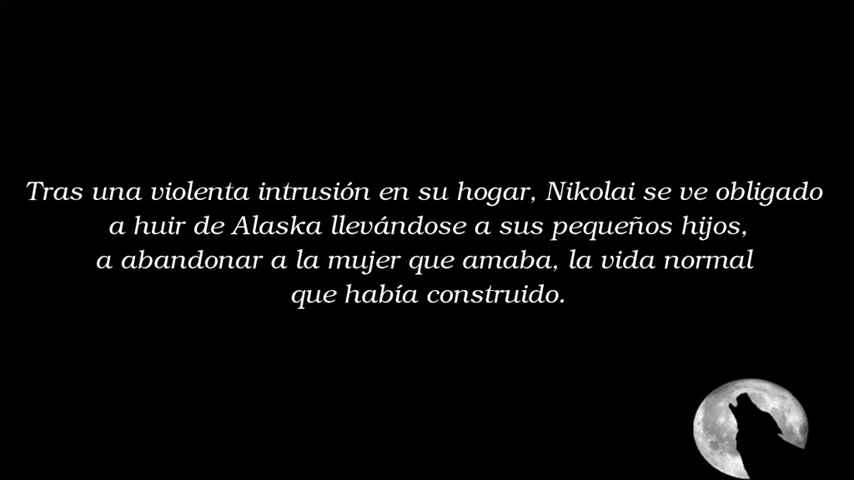 Tras una violenta intrusión en su hogar, Nikolai se ve obligado
a huir de Alaska llevándose a sus pequeños hijos,
a abandonar a la mujer que amaba, la vida normal
que había construido.